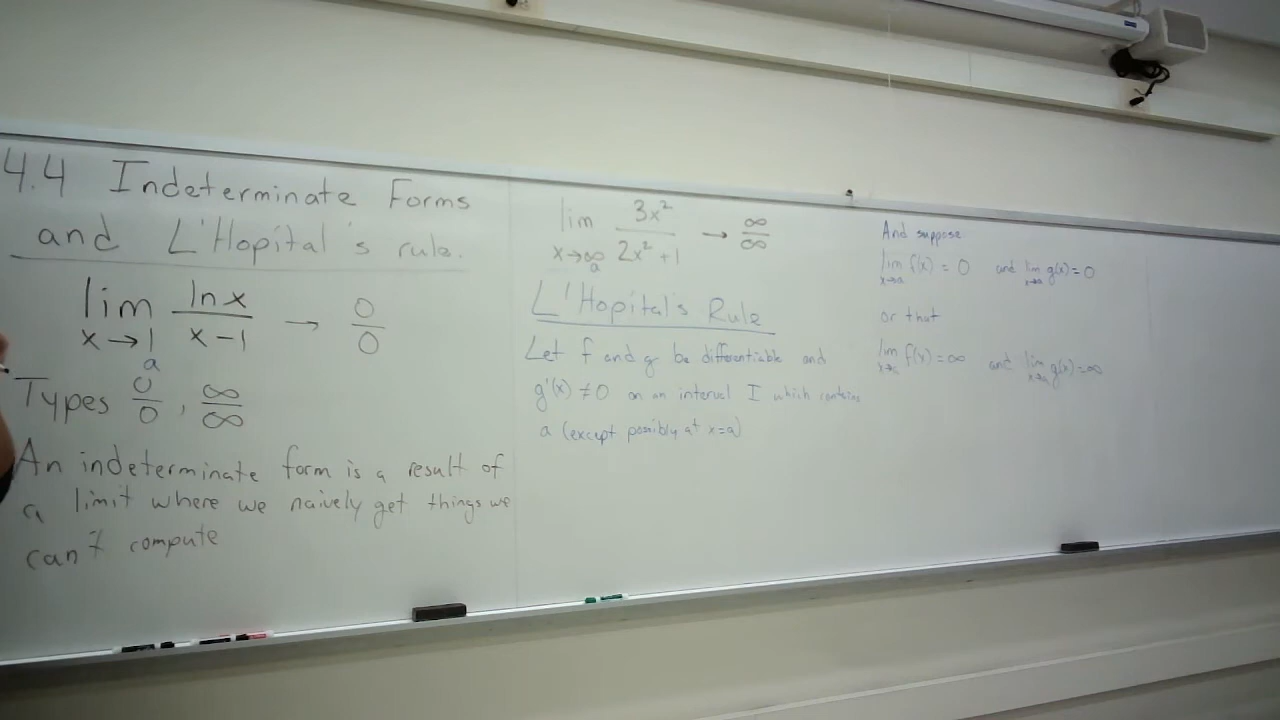 4.4 Indeterminate Forms
and L'Hopital's rule.
lim x→1 ln x / x-1 → 0/0
a
Types 0/0, ∞/∞
An indeterminate form is a result of
a limit where we naively get things we
can't compute
lim x→∞ 3x² / 2x²+1 → ∞/∞
a
L'Hopital's Rule
Let f and g be differentiable and
g'(x) ≠ 0 on an interval I which contains
a (except possibly at x=a)
And suppose
lim x→a f(x) = 0 and lim x→a g(x) = 0
or that
lim x→a f(x) = ∞ and lim x→a g(x) = ∞